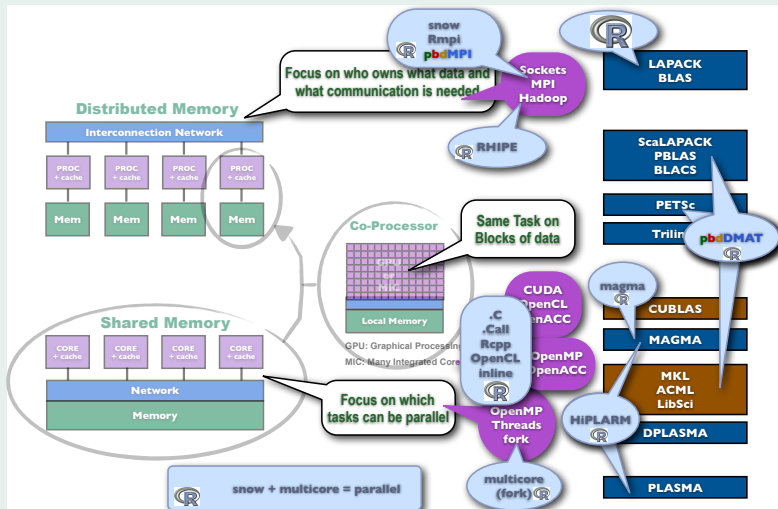 snow
Rmpi
pbdMPI
R
R
Focus on who owns what data and
what communication is needed
Sockets
MPI
Hadoop
LAPACK
BLAS
Distributed Memory
Interconnection Network
R RHIPE
ScaLAPACK
PBLAS
BLACS
PROC
+ cache
PROC
+ cache
PROC
+ cache
PROC
+ cache
Mem
Mem
Mem
Mem
PETSc
Co-Processor
Same Task on
Blocks of data
pbdDMAT
R
GPU
or
MIC
Local Memory
CUDA
magma
R
CUBLAS
Shared Memory
.C
.Call
Rcpp
OpenCL
inline
R
CORE
+ cache
CORE
+ cache
CORE
+ cache
CORE
+ cache
GPU: Graphical Processing
MIC: Many Integrated Core
OpenMP
MAGMA
Network
Memory
Focus on which
tasks can be parallel
MKL
ACML
LibSci
OpenMP
Threads
fork
HiPLARM
R
DPLASMA
R snow + multicore = parallel
multicore
(fork) R
PLASMA